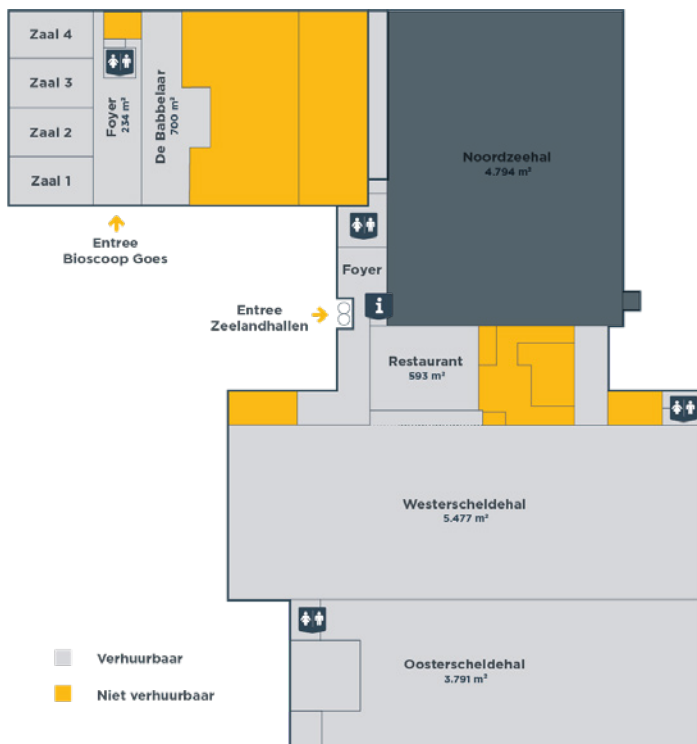 Zaal 4
Zaal 3
Zaal 2
Zaal 1
Foyer
234 m²
De Babbelaar
700 m²
Noordzeehal
4.794 m²
Entree
Bioscoop Goes
Foyer
i
Entree
Zeelandhallen
Restaurant
593 m²
Westerscheldehal
5.477 m²
Oosterscheldehal
3.791 m²
Verhuurbaar
Niet verhuurbaar